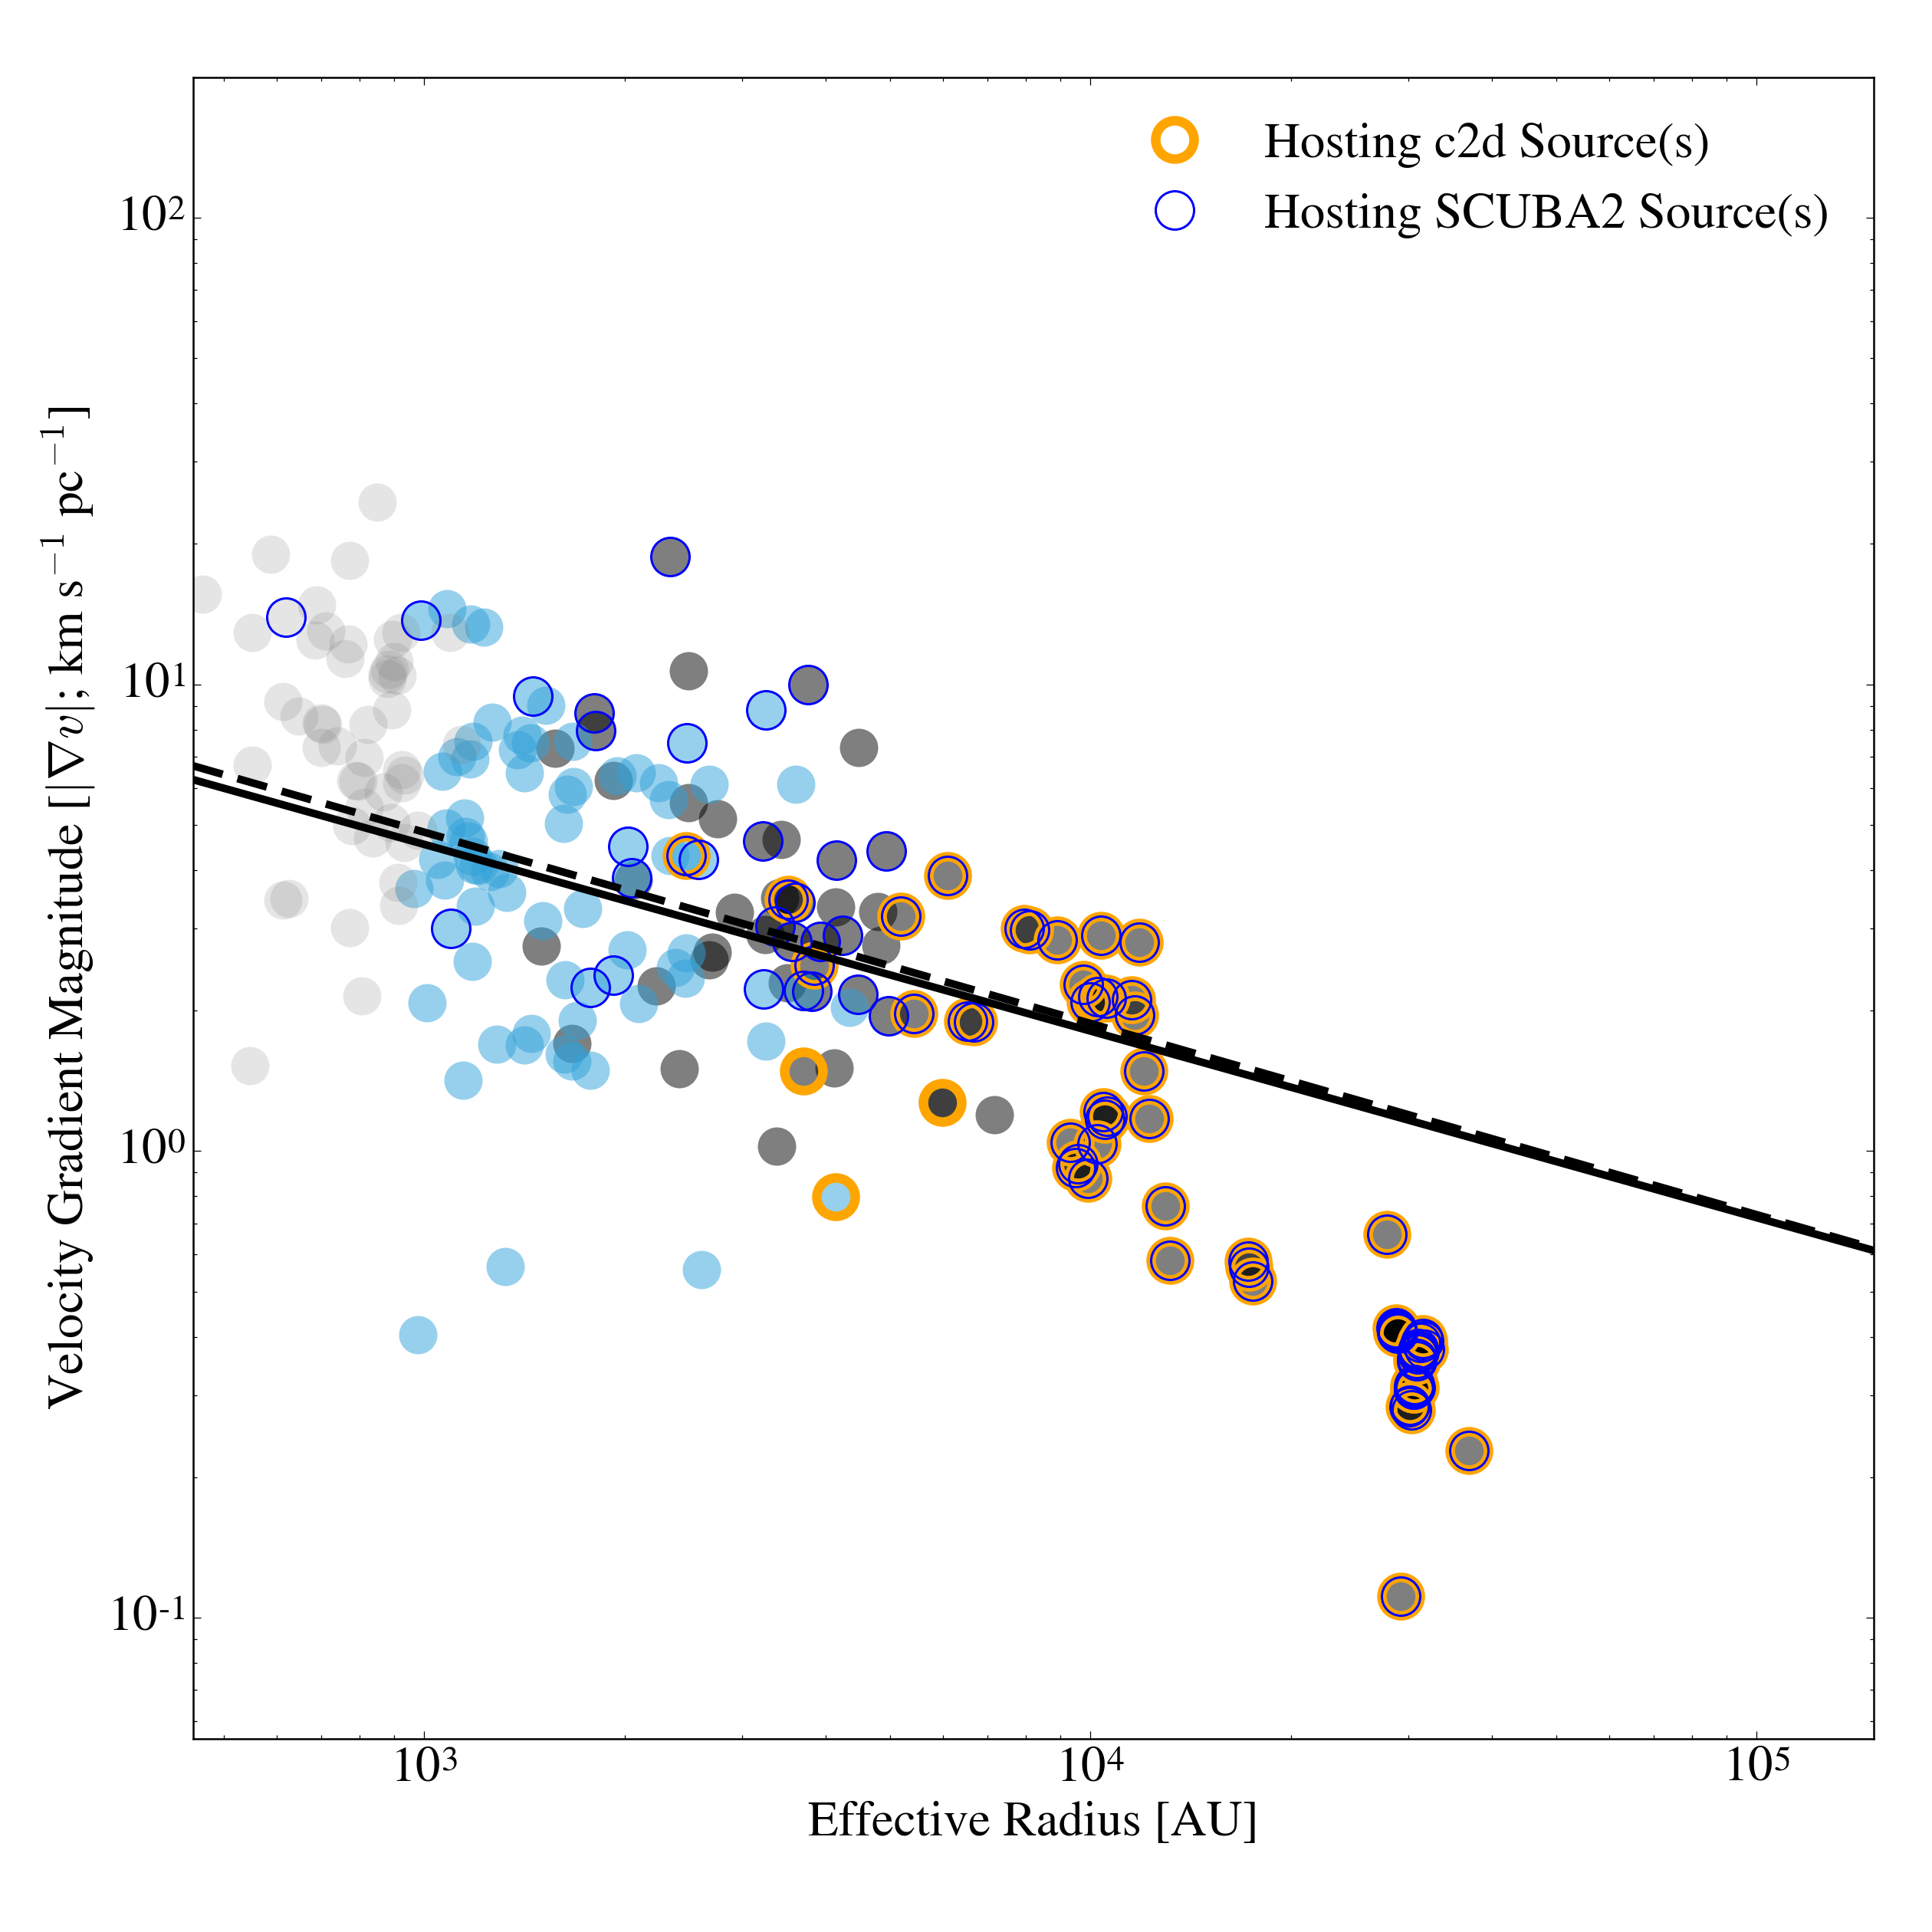 Hosting c2d Source(s)
Hosting SCUBA2 Source(s)
10²
10¹
10⁰
10⁻¹
Velocity Gradient Magnitude [|∇v|; km s⁻¹ pc⁻¹]
10³
10⁴
10⁵
Effective Radius [AU]